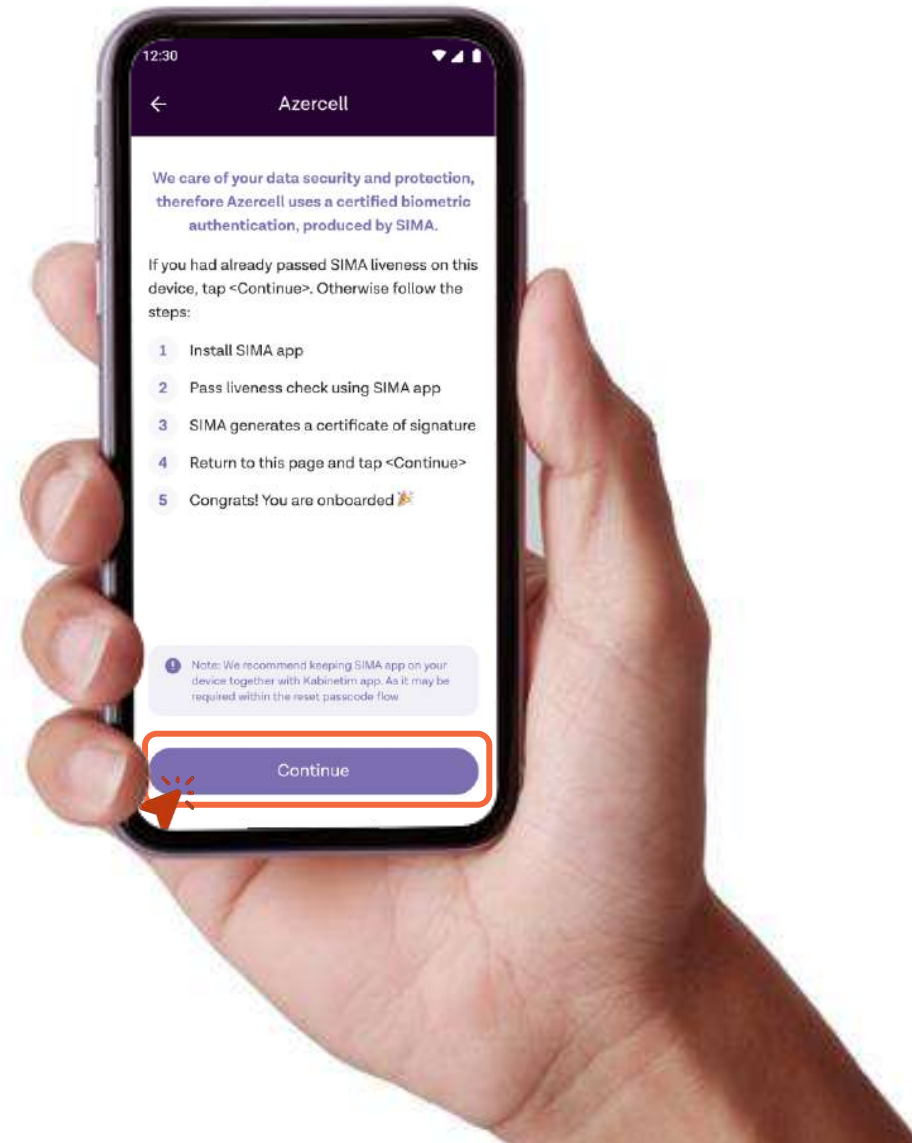 12:30
Azercell
We care of your data security and protection,
therefore Azercell uses a certified biometric
authentication, produced by SIMA.
If you had already passed SIMA liveness on this
device, tap <Continue>. Otherwise follow the
steps:
1 Install SIMA app
2 Pass liveness check using SIMA app
3 SIMA generates a certificate of signature
4 Return to this page and tap <Continue>
5 Congrats! You are onboarded 🎉
Note: We recommend keeping SIMA app on your
device together with Kabinetim app. As it may be
required within the reset passcode flow
Continue